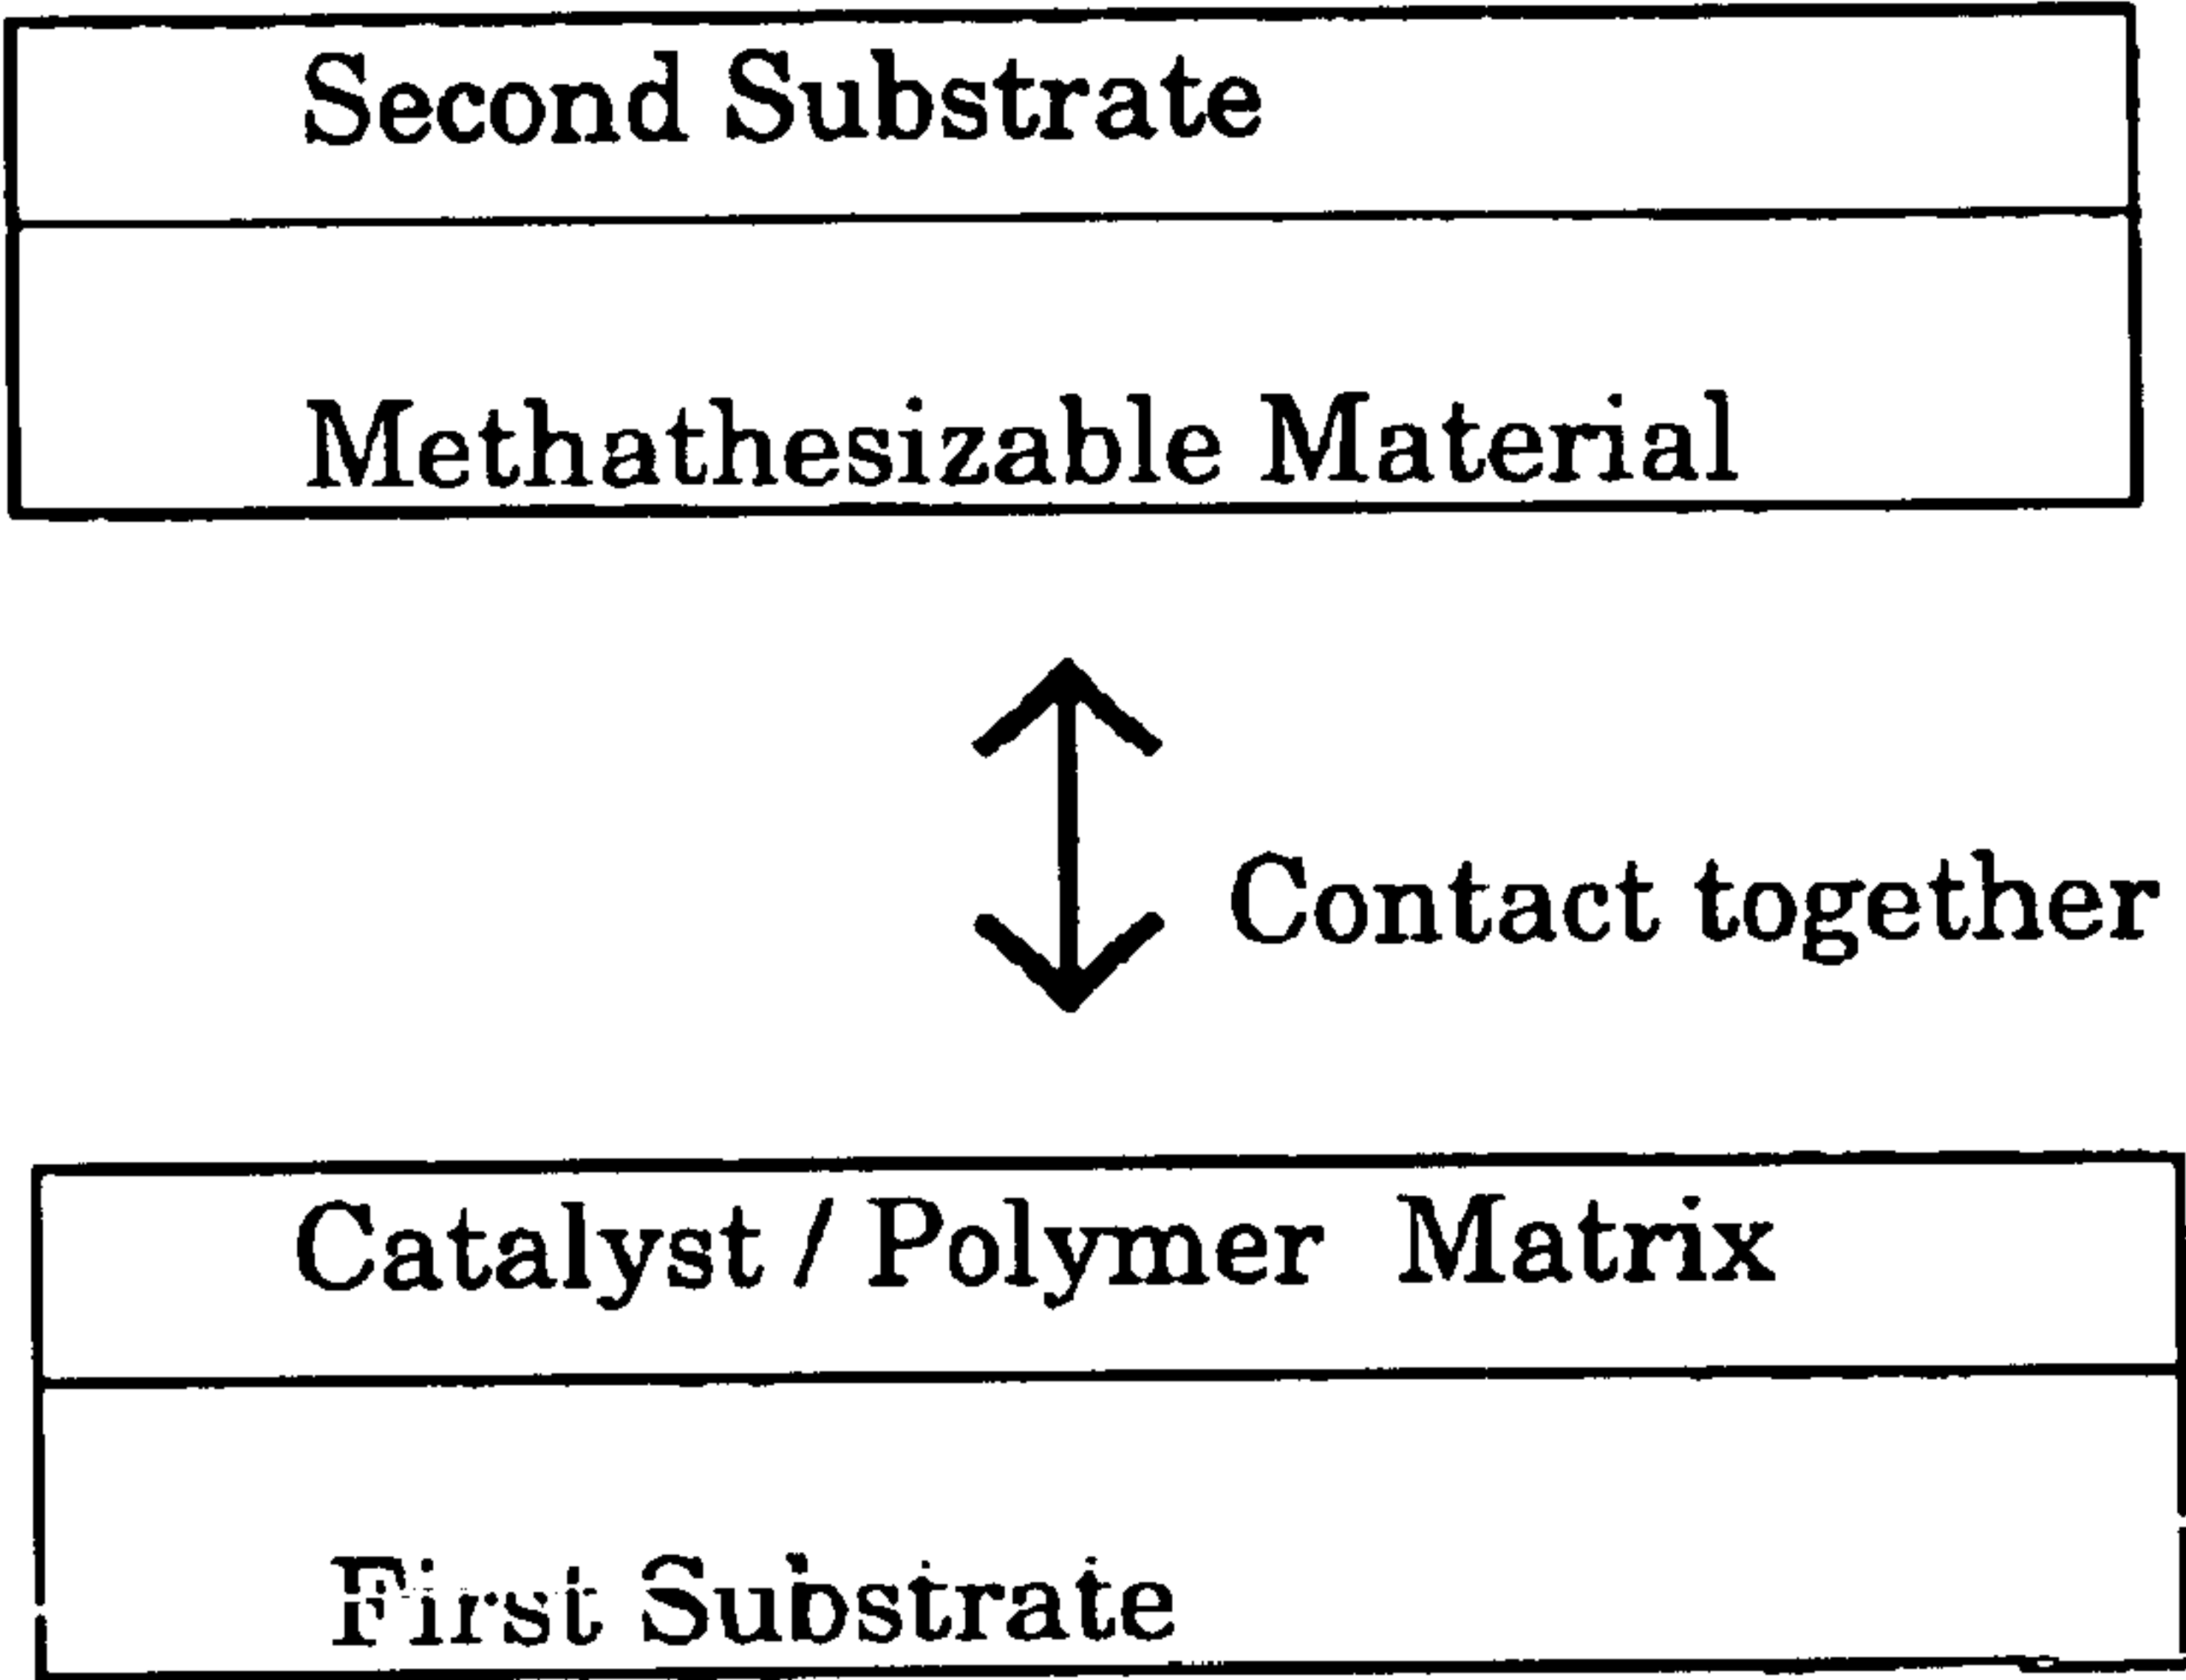 Second Substrate
Methathesizable Material
Contact together
Catalyst / Polymer Matrix
First Substrate